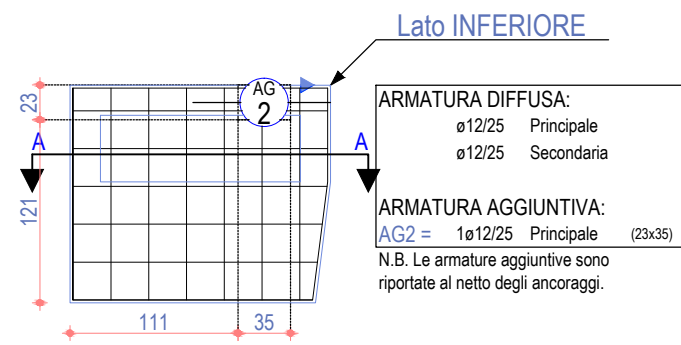 Lato INFERIORE
23
AG
2
A
A
121
111
35
ARMATURA DIFFUSA:
ø12/25 Principale
ø12/25 Secondaria
ARMATURA AGGIUNTIVA:
AG2 = 1ø12/25 Principale (23x35)
N.B. Le armature aggiuntive sono
riportate al netto degli ancoraggi.